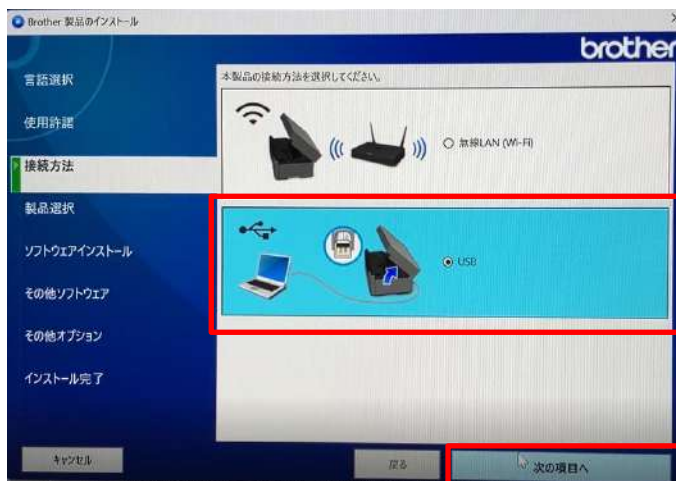 Brother 製品のインストール
brother
言語選択
使用許諾
接続方法
製品選択
ソフトウェアインストール
その他ソフトウェア
その他オプション
インストール完了
本製品の接続方法を選択してください。
無線LAN (Wi-Fi)
USB
キャンセル
戻る
次の項目へ